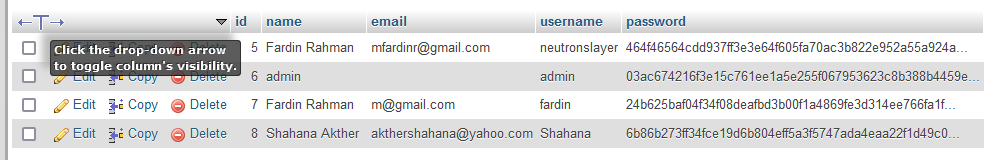 id name email username password
5 Fardin Rahman mfardinr@gmail.com neutronslayer 464f46564cdd937ff3e3e64f605fa70ac3b822e952a55a924a...
Click the drop-down arrow
to toggle column's visibility.
Edit Copy Delete 6 admin admin 03ac674216f3e15c761ee1a5e255f067953623c8b388b4459e...
Edit Copy Delete 7 Fardin Rahman m@gmail.com fardin 24b625baf04f34f08deafbd3b00f1a4869fe3d314ee766fa1f...
Edit Copy Delete 8 Shahana Akther akthershahana@yahoo.com Shahana 6b86b273ff34fce19d6b804eff5a3f5747ada4eaa22f1d49c0...